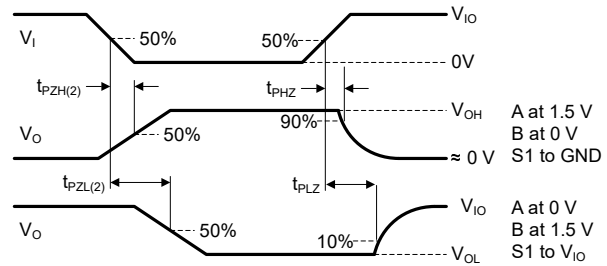 V_IO
V_I 50% 50%
0V
t_PZH(2) t_PHZ
V_OH A at 1.5 V
90%
V_O 50% B at 0 V
≈ 0 V S1 to GND
t_PZL(2) t_PLZ
V_IO A at 0 V
V_O 50% B at 1.5 V
10%
V_OL S1 to V_IO